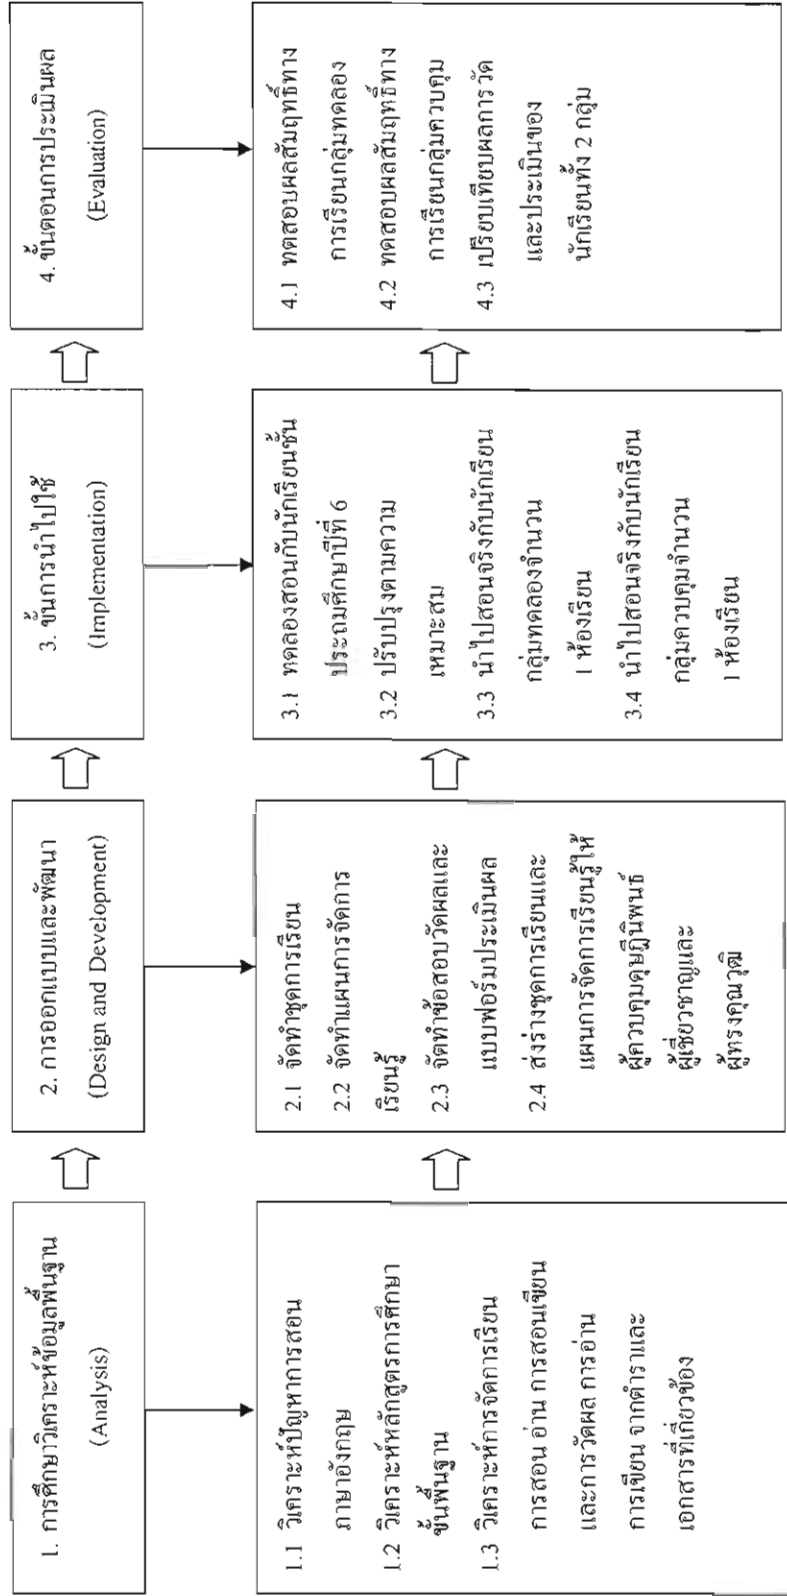 1. การศึกษาวิเคราะห์ข้อมูลพื้นฐาน
(Analysis)
1.1 วิเคราะห์ปัญหาการสอน
ภาษาอังกฤษ
1.2 วิเคราะห์หลักสูตรการศึกษา
ขั้นพื้นฐาน
1.3 วิเคราะห์การจัดการเรียน
การสอน อ่าน การสอนเขียน
และการวัดผล การอ่าน
การเขียน จากตำราและ
เอกสารที่เกี่ยวข้อง
2. การออกแบบและพัฒนา
(Design and Development)
2.1 จัดทำชุดการเรียน
2.2 จัดทำแผนการจัดการ
เรียนรู้
2.3 จัดทำข้อสอบวัดผลและ
แบบฟอร์มประเมินผล
2.4 ส่งร่างชุดการเรียนและ
แผนการจัดการเรียนรู้ให้
ผู้ควบคุมดุษฎีนิพนธ์
ผู้เชี่ยวชาญและ
ผู้ทรงคุณวุฒิ
3. ขั้นการนำไปใช้
(Implementation)
3.1 ทดลองสอนกับนักเรียนชั้น
ประถมศึกษาปีที่ 6
3.2 ปรับปรุงตามความ
เหมาะสม
3.3 นำไปสอนจริงกับนักเรียน
กลุ่มทดลองจำนวน
1 ห้องเรียน
3.4 นำไปสอนจริงกับนักเรียน
กลุ่มควบคุมจำนวน
1 ห้องเรียน
4. ขั้นตอนการประเมินผล
(Evaluation)
4.1 ทดสอบผลสัมฤทธิ์ทาง
การเรียนกลุ่มทดลอง
4.2 ทดสอบผลสัมฤทธิ์ทาง
การเรียนกลุ่มควบคุม
4.3 เปรียบเทียบผลการวัด
และประเมินของ
นักเรียนทั้ง 2 กลุ่ม